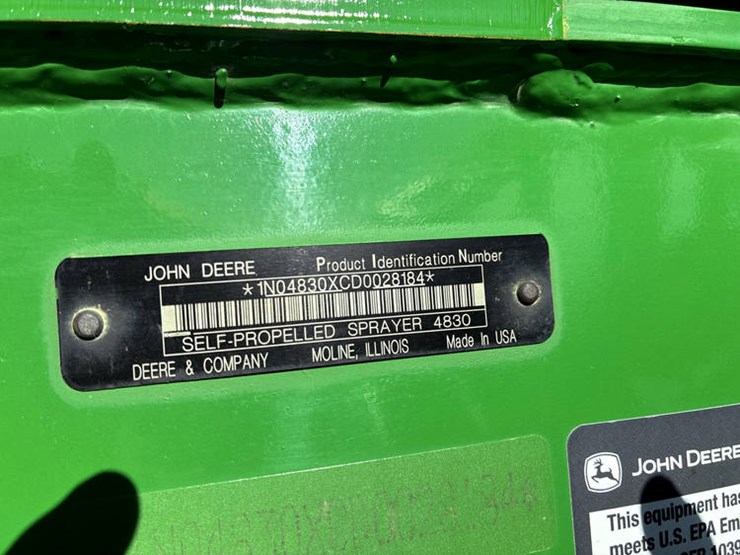 JOHN DEERE Product Identification Number
*1N04830XCD0028184*
SELF-PROPELLED SPRAYER 4830
DEERE & COMPANY MOLINE, ILLINOIS Made In USA
JOHN DEERE
This equipment has
meets U.S. EPA Em
1039